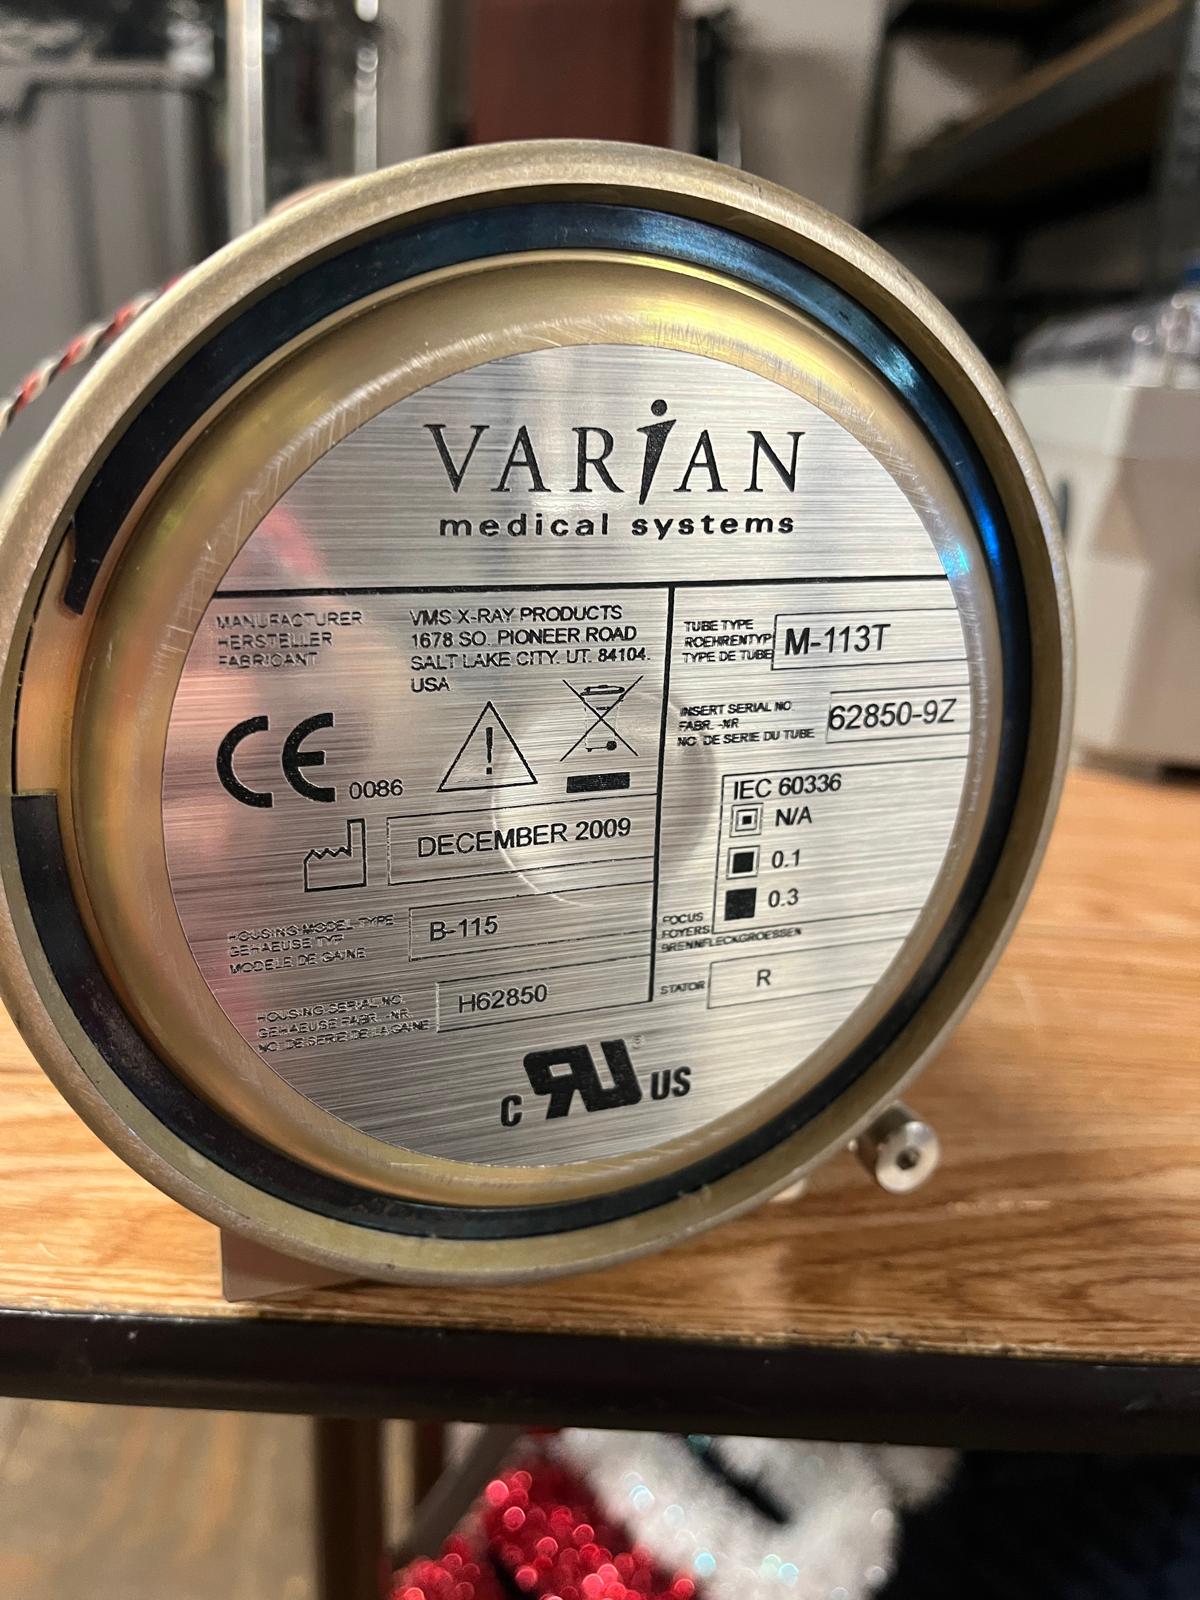 VARiAN
medical systems
MANUFACTURER
HERSTELLER
FABRICANT
VMS X-RAY PRODUCTS
1678 SO. PIONEER ROAD
SALT LAKE CITY. UT. 84104.
USA
CE 0086
DECEMBER 2009
HOUSING MODEL TYPE
GEHAEUSE TYP
MODELE DE GAINE
B-115
HOUSING SERIAL NO.
GEHAEUSE FABR. -NR.
NO. DE SERIE DE LA GAINE
H62850
TUBE TYPE
ROEHRENTYP
TYPE DE TUBE
M-113T
INSERT SERIAL NO
FABR. -NR
NO. DE SERIE DU TUBE
62850-9Z
IEC 60336
N/A
0.1
0.3
FOCUS
FOYERS
BRENNFLECKGROESSEN
STATOR
R
C RU ® US